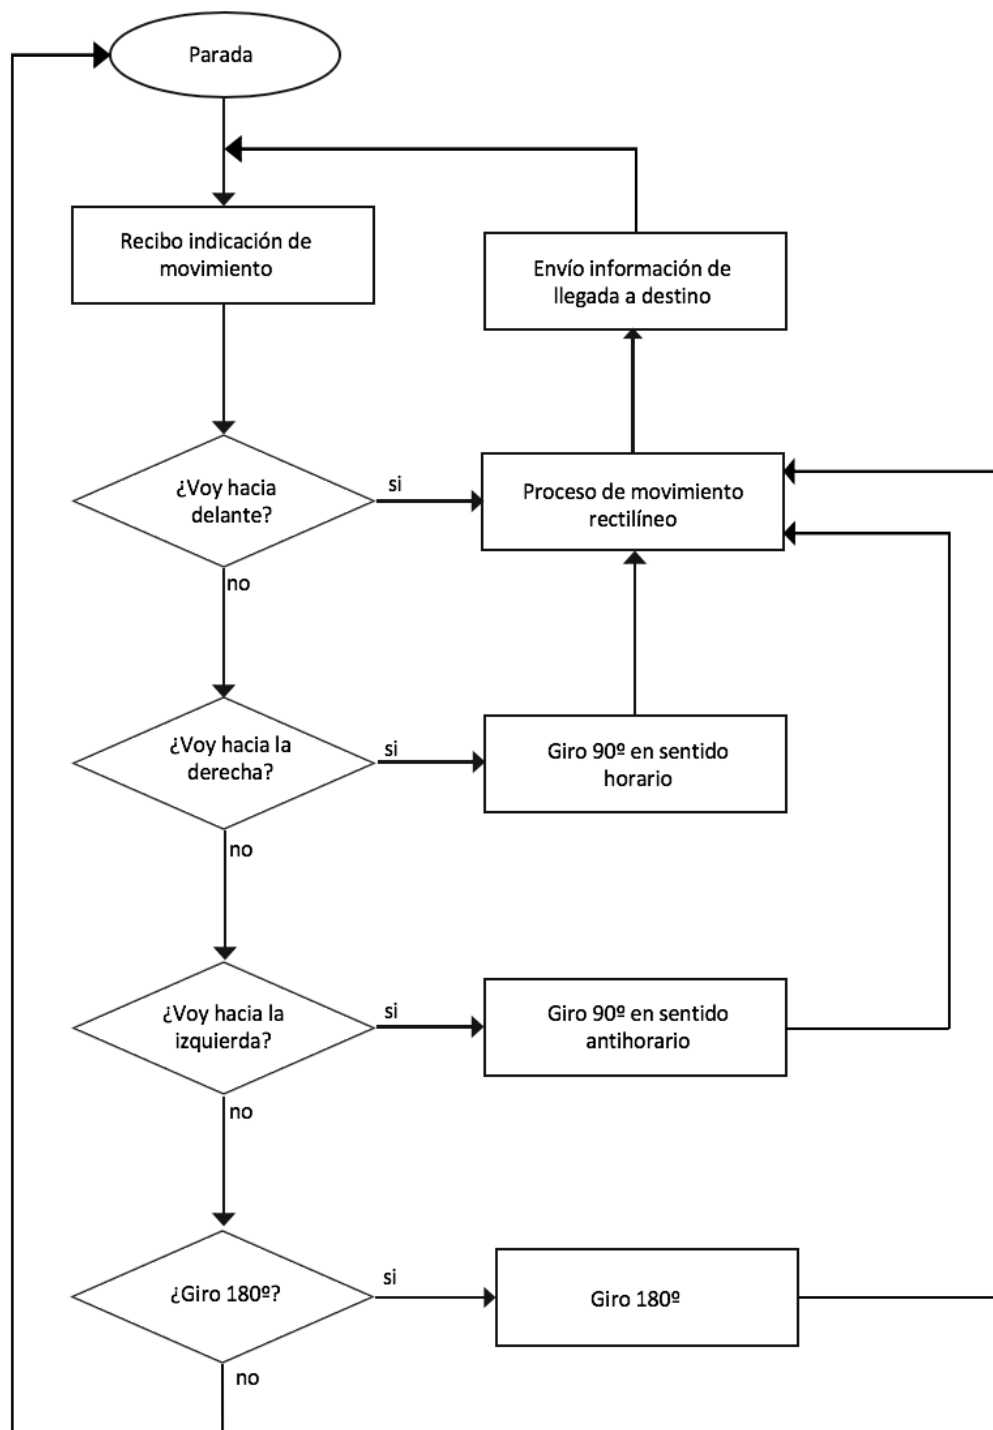 Parada
Recibo indicación de
movimiento
Envío información de
llegada a destino
¿Voy hacia
delante?
si
Proceso de movimiento
rectilíneo
no
¿Voy hacia la
derecha?
si
Giro 90º en sentido
horario
no
¿Voy hacia la
izquierda?
si
Giro 90º en sentido
antihorario
no
¿Giro 180º?
si
Giro 180º
no